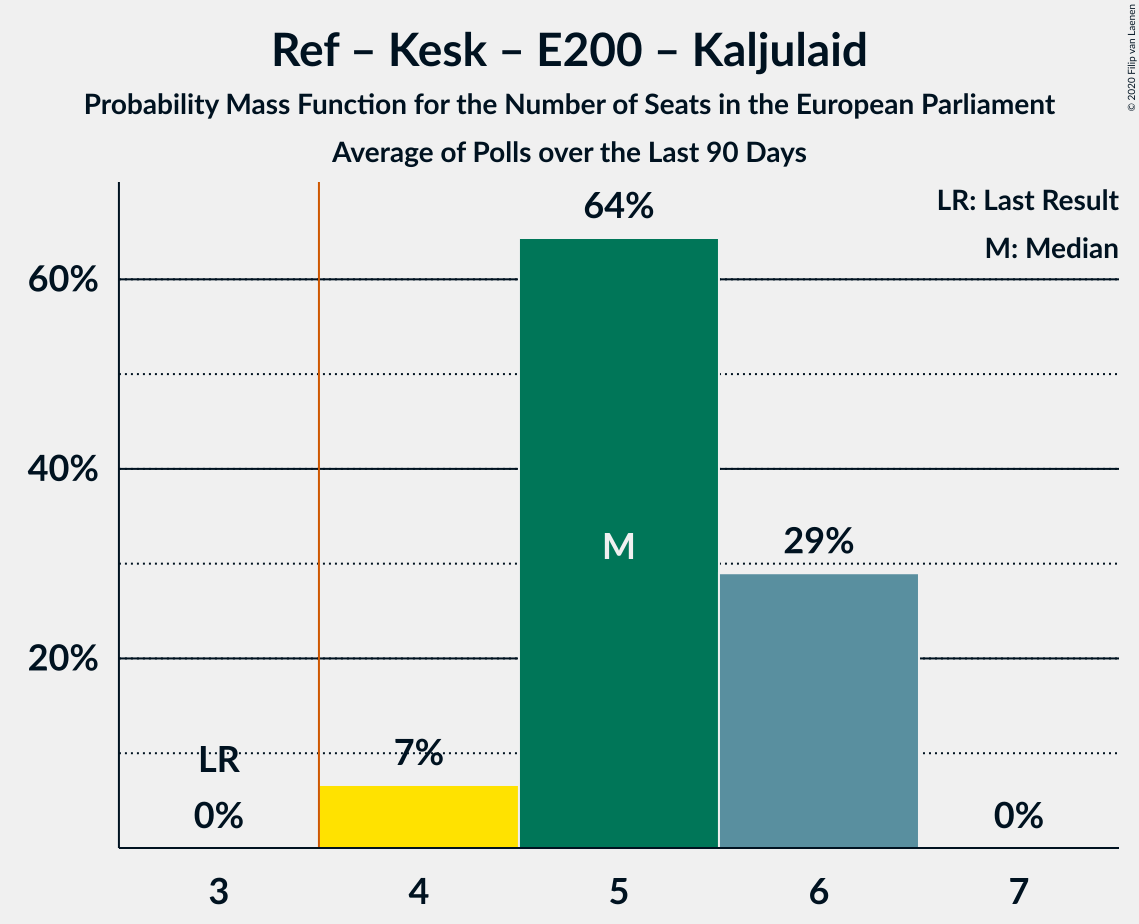 Ref – Kesk – E200 – Kaljulaid
Probability Mass Function for the Number of Seats in the European Parliament
Average of Polls over the Last 90 Days
© 2020 Filip van Laenen
LR: Last Result
M: Median
64%
60%
40%
M
29%
20%
LR
7%
0%
0%
3 4 5 6 7